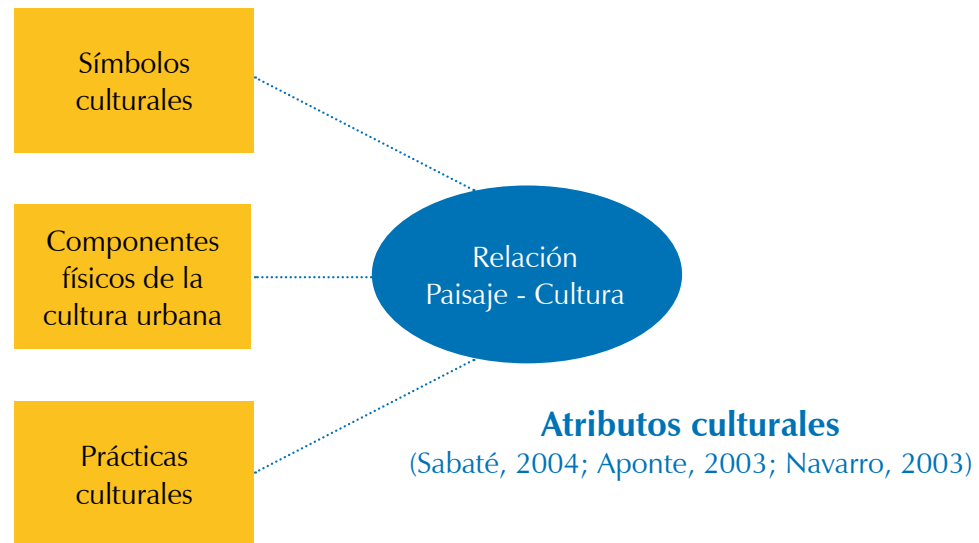 Símbolos
culturales
Componentes
físicos de la
cultura urbana
Prácticas
culturales
Relación
Paisaje - Cultura
Atributos culturales
(Sabaté, 2004; Aponte, 2003; Navarro, 2003)